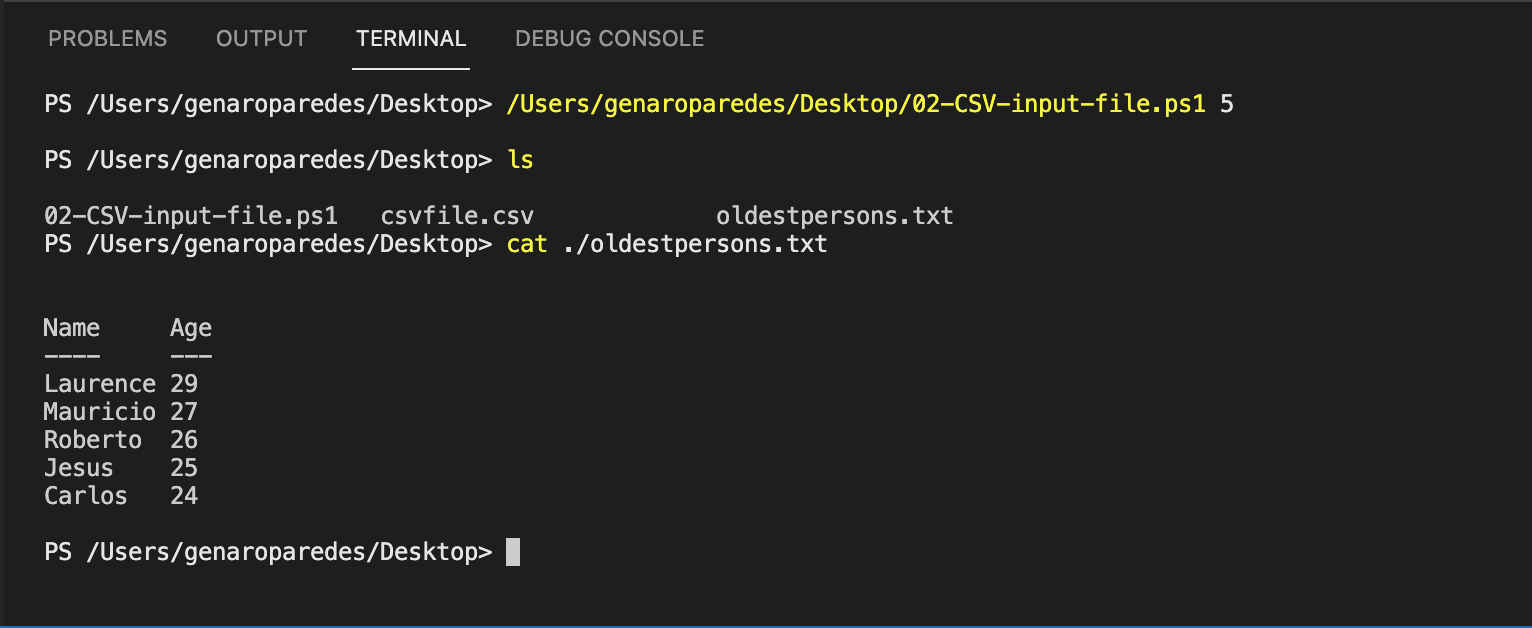 PROBLEMS OUTPUT TERMINAL DEBUG CONSOLE
PS /Users/genaroparedes/Desktop> /Users/genaroparedes/Desktop/02-CSV-input-file.ps1 5
PS /Users/genaroparedes/Desktop> ls
02-CSV-input-file.ps1 csvfile.csv oldestpersons.txt
PS /Users/genaroparedes/Desktop> cat ./oldestpersons.txt
Name Age
---- ---
Laurence 29
Mauricio 27
Roberto 26
Jesus 25
Carlos 24
PS /Users/genaroparedes/Desktop>